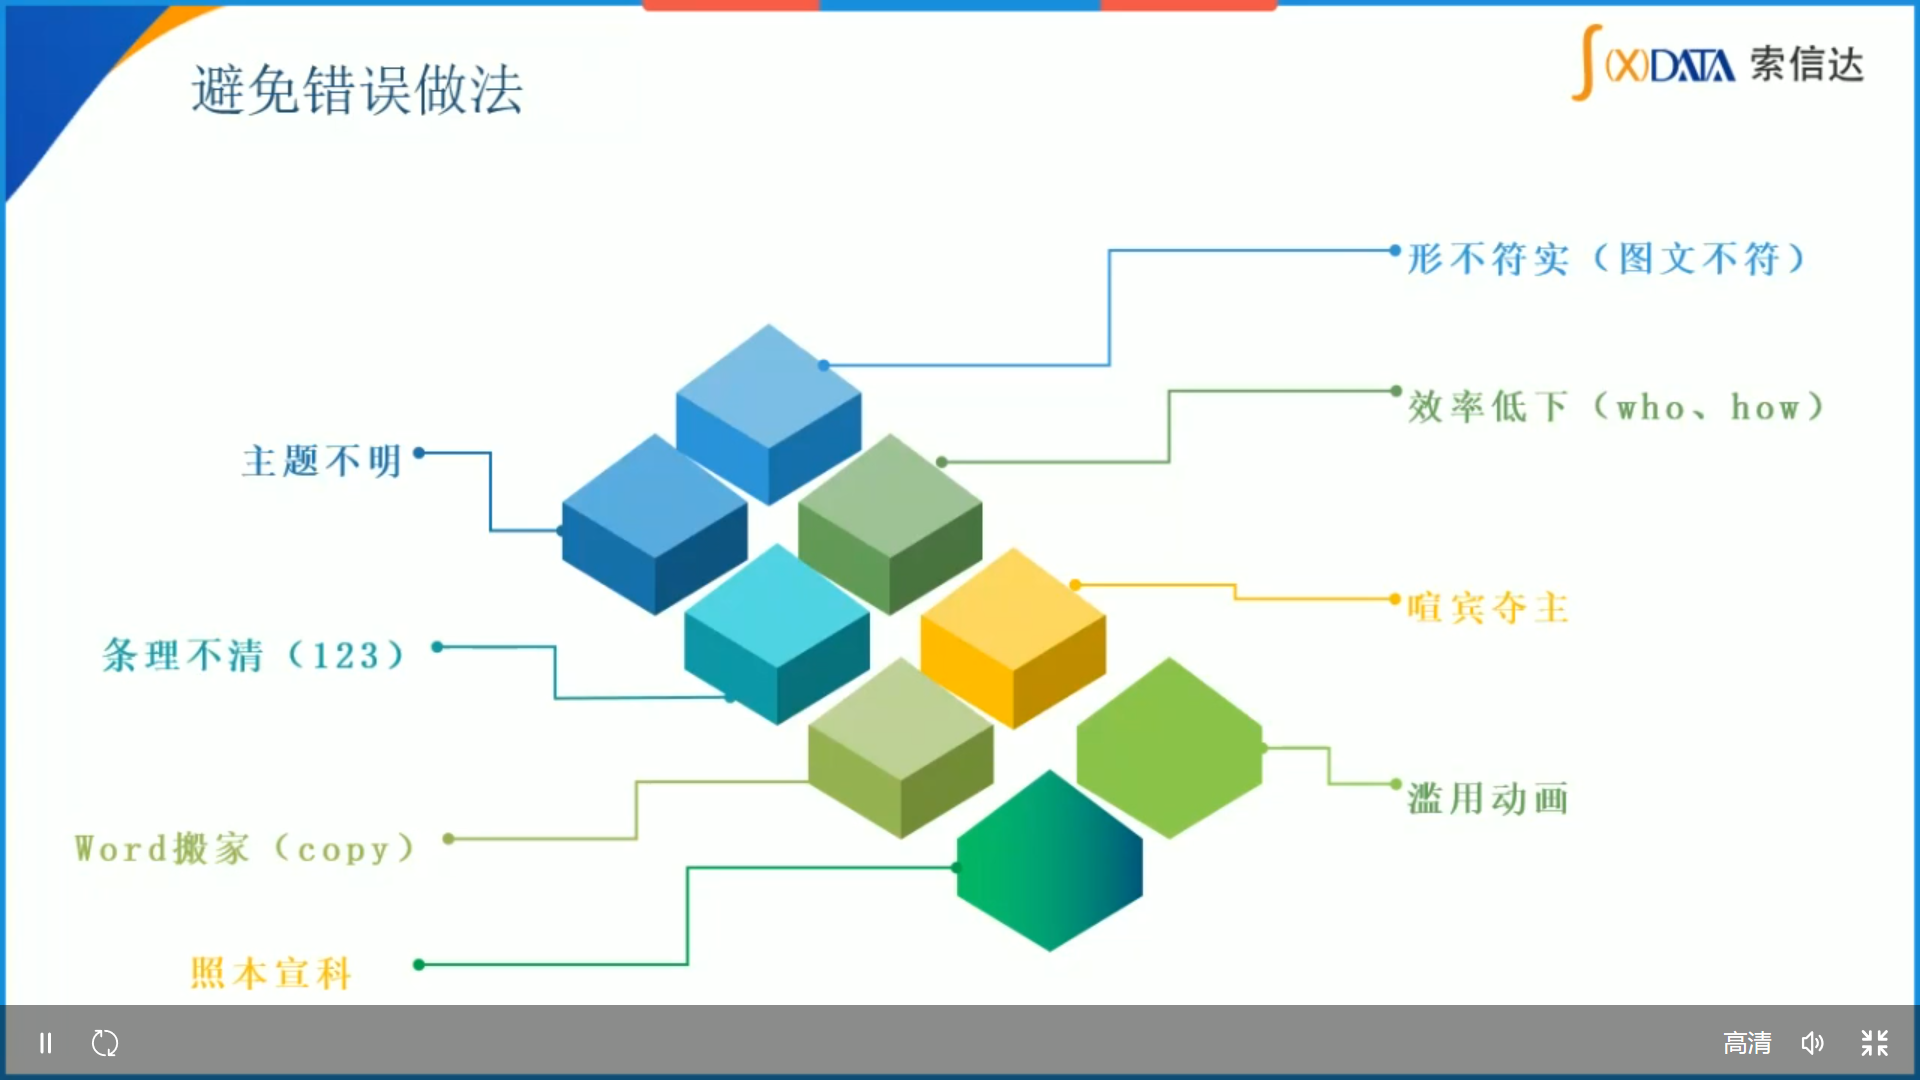 避免错误做法
∫(X)DATA 索信达
形不符实（图文不符）
效率低下（who、how）
主题不明
喧宾夺主
条理不清（123）
滥用动画
Word搬家（copy）
照本宣科
高清